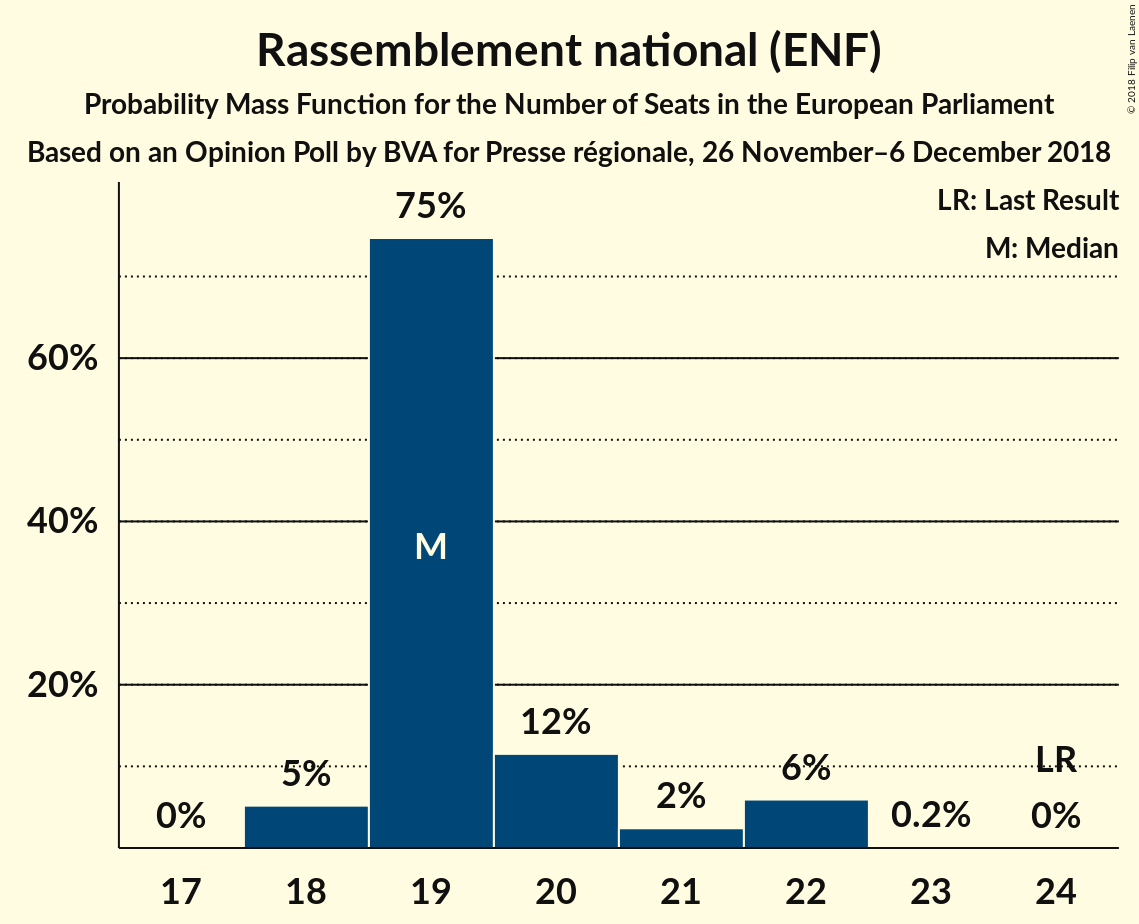 Rassemblement national (ENF)
Probability Mass Function for the Number of Seats in the European Parliament
Based on an Opinion Poll by BVA for Presse régionale, 26 November–6 December 2018
© 2018 Filip van Laenen
LR: Last Result
M: Median
60%
40%
20%
0%
5%
75%
M
12%
2%
6%
0.2%
LR
0%
17 18 19 20 21 22 23 24